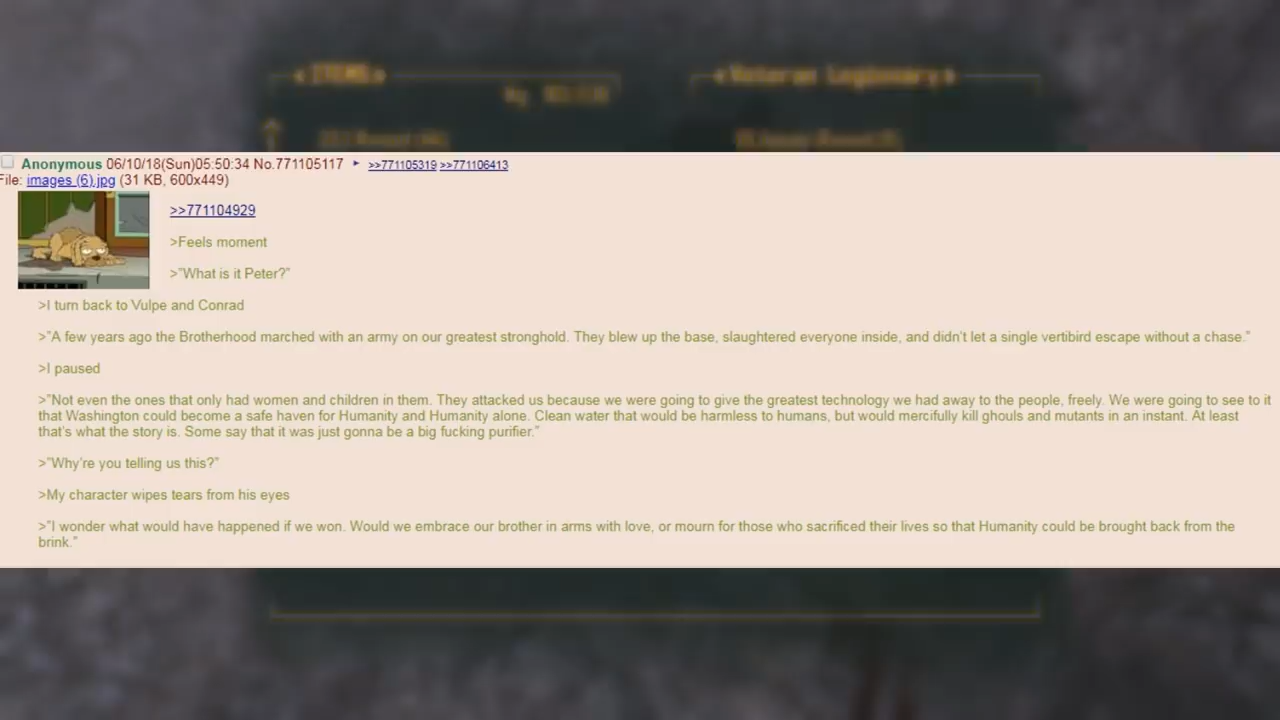 <ITEMS>
<Veteran Legionary>
Anonymous 06/10/18(Sun)05:50:34 No.771105117 ▶ >>771105319 >>771106413
File: images (6).jpg (31 KB, 600x449)
>>771104929
>Feels moment
>"What is it Peter?"
>I turn back to Vulpe and Conrad
>"A few years ago the Brotherhood marched with an army on our greatest stronghold. They blew up the base, slaughtered everyone inside, and didn't let a single vertibird escape without a chase."
>I paused
>"Not even the ones that only had women and children in them. They attacked us because we were going to give the greatest technology we had away to the people, freely. We were going to see to it
that Washington could become a safe haven for Humanity and Humanity alone. Clean water that would be harmless to humans, but would mercifully kill ghouls and mutants in an instant. At least
that's what the story is. Some say that it was just gonna be a big fucking purifier."
>"Why're you telling us this?"
>My character wipes tears from his eyes
>"I wonder what would have happened if we won. Would we embrace our brother in arms with love, or mourn for those who sacrificed their lives so that Humanity could be brought back from the
brink."